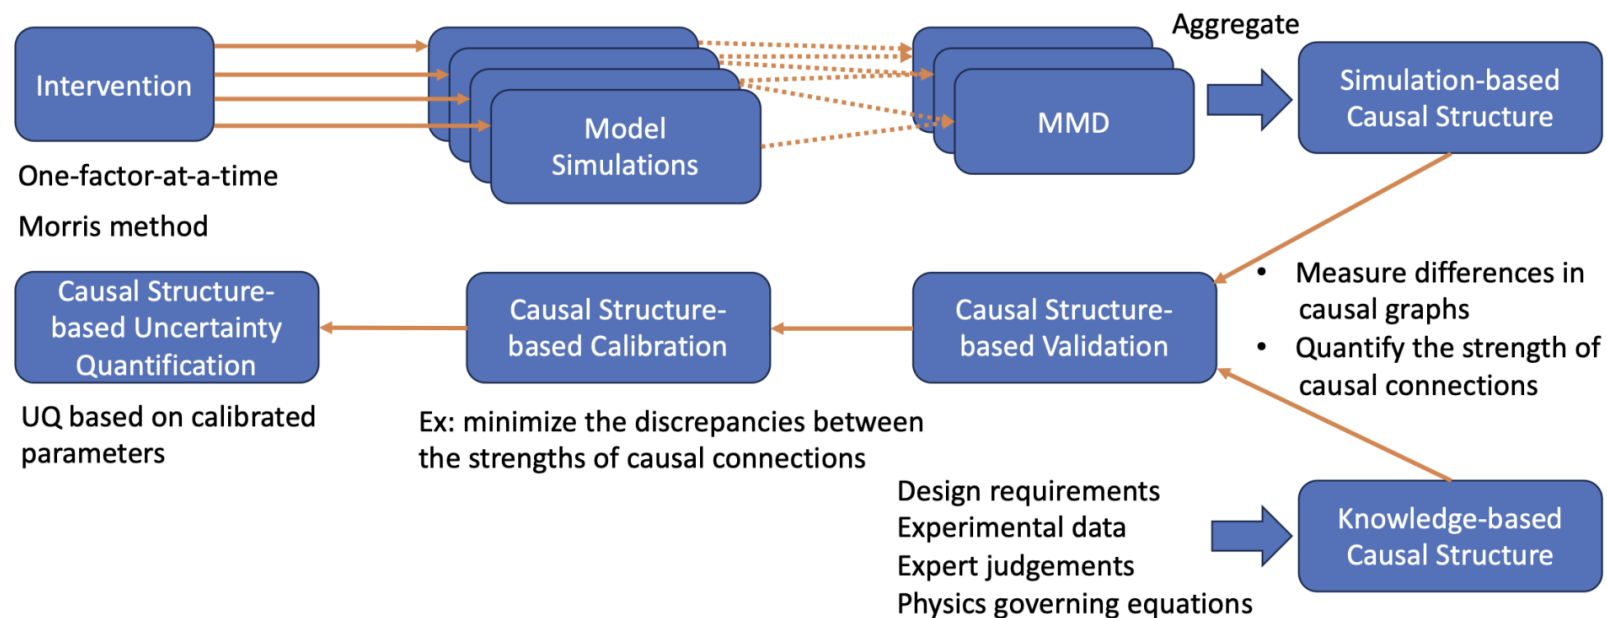 Aggregate
Intervention
Model
Simulations
MMD
Simulation-based
Causal Structure
One-factor-at-a-time
Morris method
Causal Structure-
based Uncertainty
Quantification
Causal Structure-
based Calibration
Causal Structure-
based Validation
• Measure differences in
causal graphs
• Quantify the strength of
causal connections
UQ based on calibrated
parameters
Ex: minimize the discrepancies between
the strengths of causal connections
Design requirements
Experimental data
Expert judgements
Physics governing equations
Knowledge-based
Causal Structure